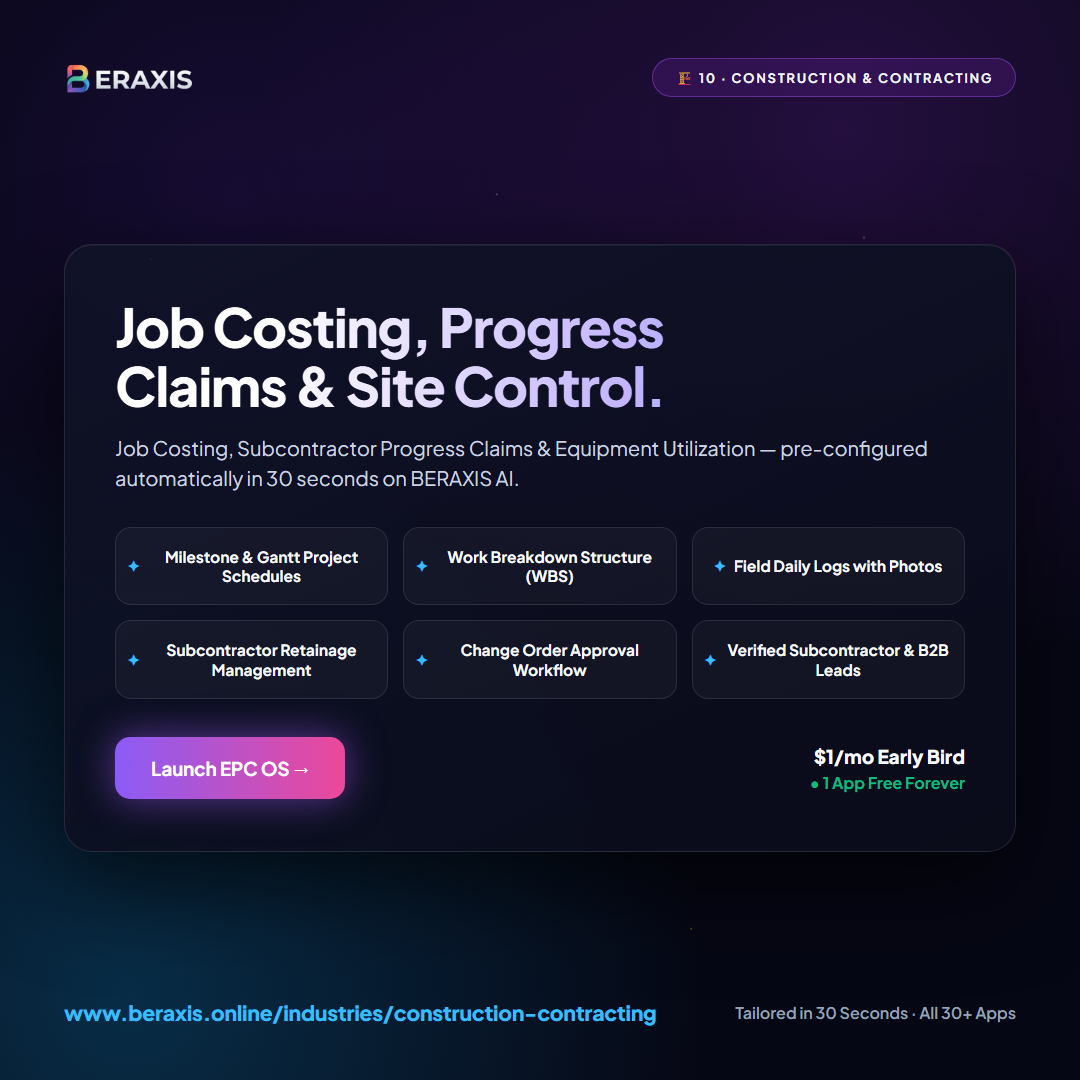 BERAXIS
10 · CONSTRUCTION & CONTRACTING
Job Costing, Progress
Claims & Site Control.
Job Costing, Subcontractor Progress Claims & Equipment Utilization — pre-configured
automatically in 30 seconds on BERAXIS AI.
✦ Milestone & Gantt Project
Schedules
✦ Work Breakdown Structure
(WBS)
✦ Field Daily Logs with Photos
✦ Subcontractor Retainage
Management
✦ Change Order Approval
Workflow
✦ Verified Subcontractor & B2B
Leads
Launch EPC OS →
$1/mo Early Bird
● 1 App Free Forever
www.beraxis.online/industries/construction-contracting
Tailored in 30 Seconds · All 30+ Apps